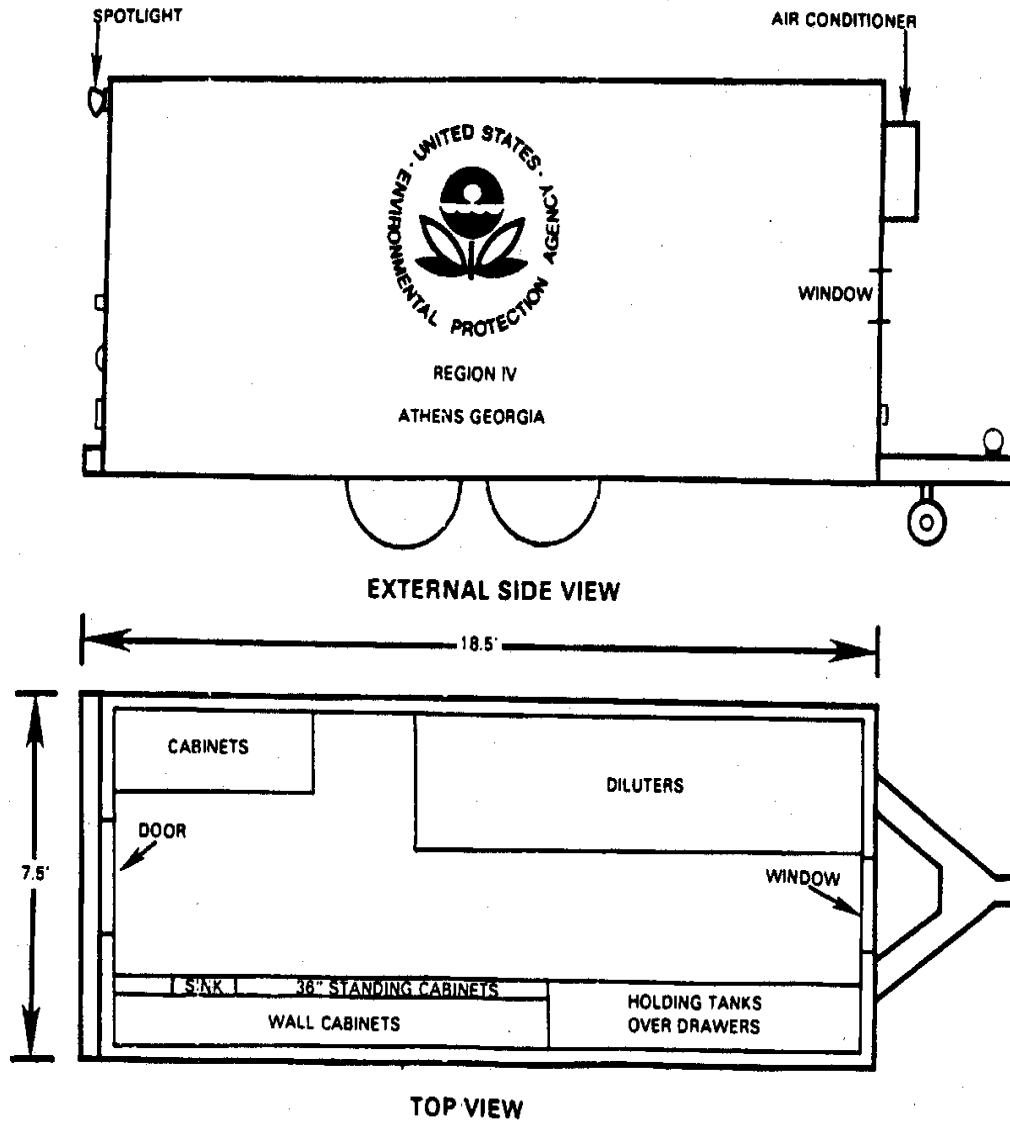 SPOTLIGHT
AIR CONDITIONER
UNITED STATES · ENVIRONMENTAL PROTECTION AGENCY ·
WINDOW
REGION IV
ATHENS GEORGIA
EXTERNAL SIDE VIEW
18.5'
CABINETS
DILUTERS
DOOR
7.5'
WINDOW
SINK
36" STANDING CABINETS
WALL CABINETS
HOLDING TANKS
OVER DRAWERS
TOP VIEW